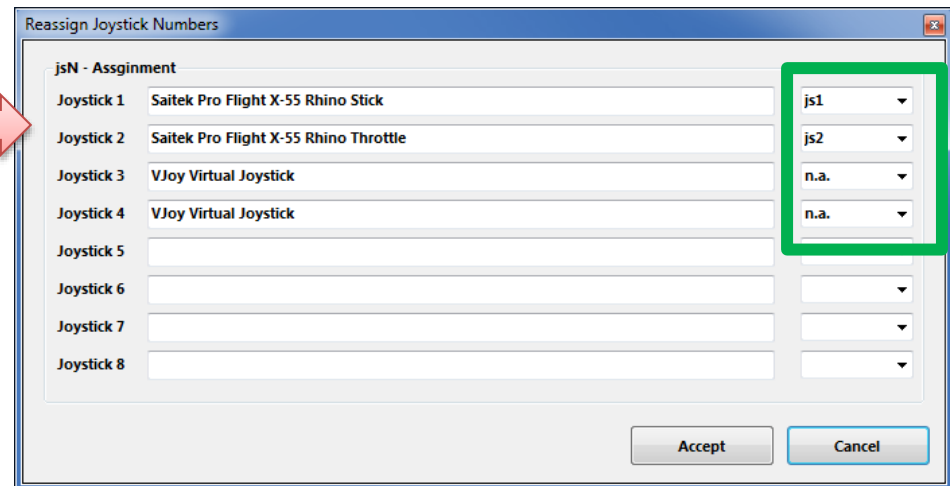 Reassign Joystick Numbers
jsN - Assginment
Joystick 1 Saitek Pro Flight X-55 Rhino Stick js1
Joystick 2 Saitek Pro Flight X-55 Rhino Throttle js2
Joystick 3 VJoy Virtual Joystick n.a.
Joystick 4 VJoy Virtual Joystick n.a.
Joystick 5
Joystick 6
Joystick 7
Joystick 8
Accept Cancel